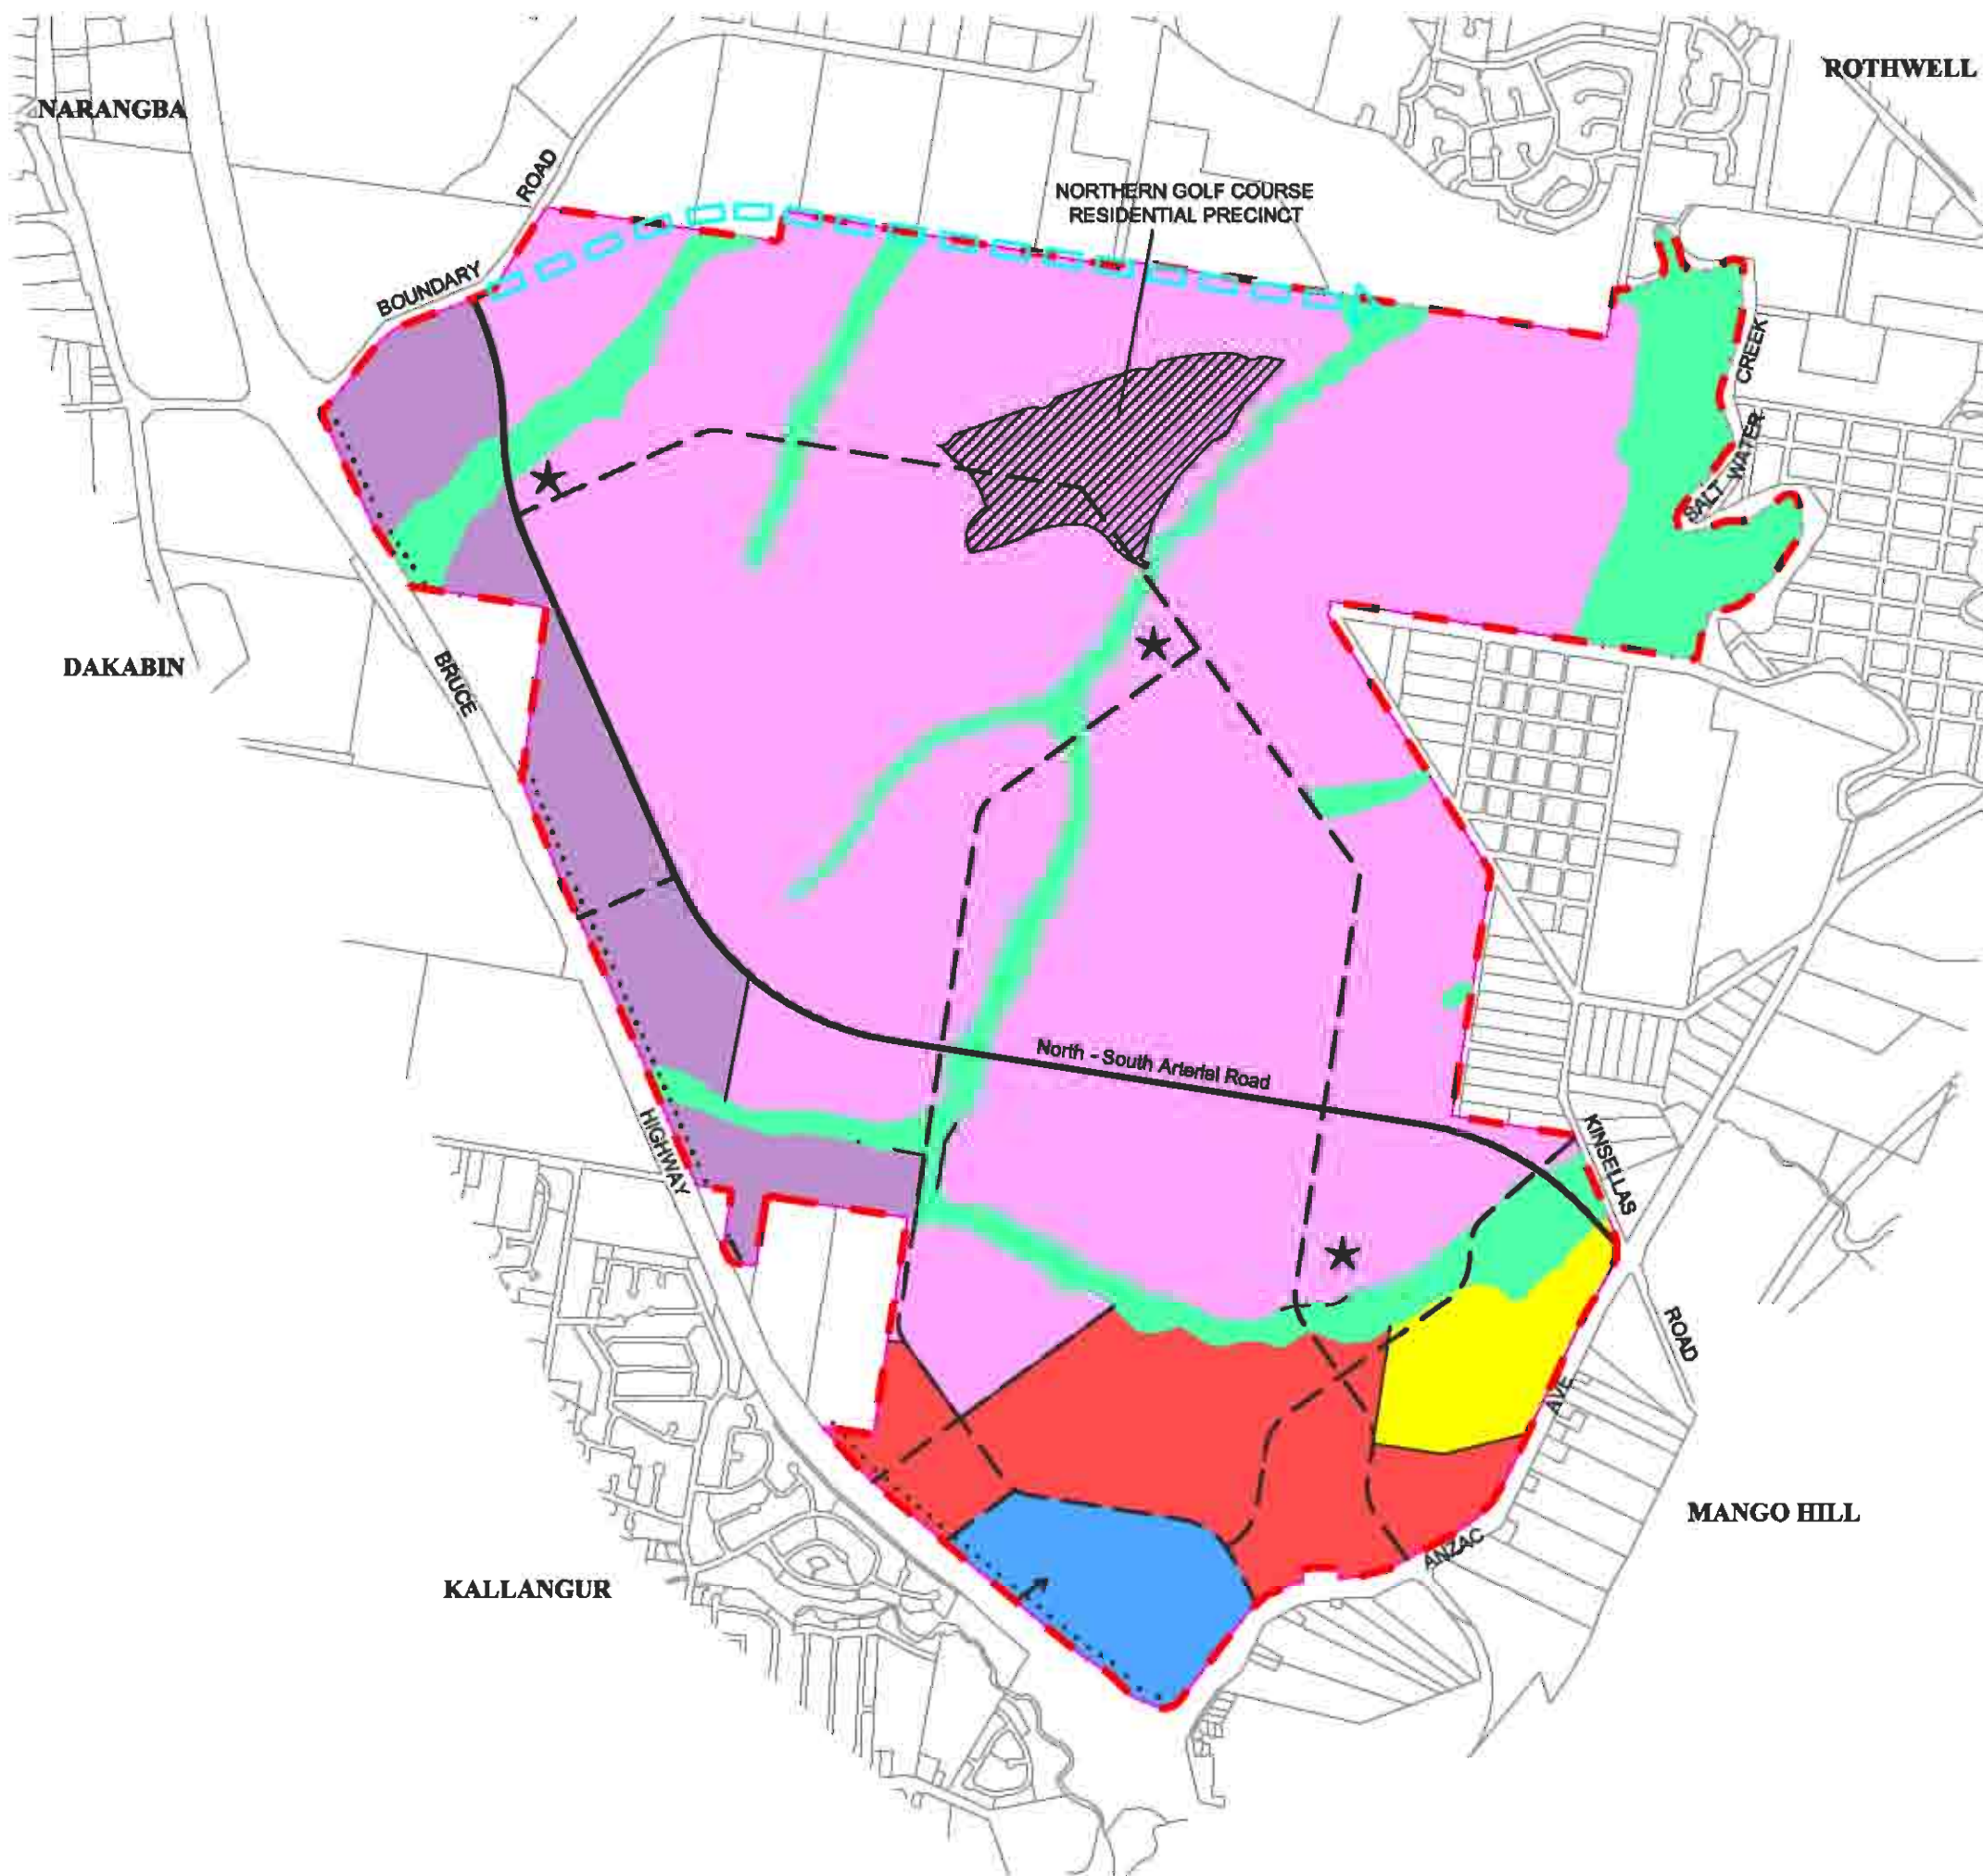 ROTHWELL
NARANGBA
ROAD
NORTHERN GOLF COURSE
RESIDENTIAL PRECINCT
BOUNDARY
SALT WATER CREEK
DAKABIN
BRUCE
North - South Arterial Road
HIGHWAY
KINSELLAS
ROAD
AVE
MANGO HILL
ANZAC
KALLANGUR